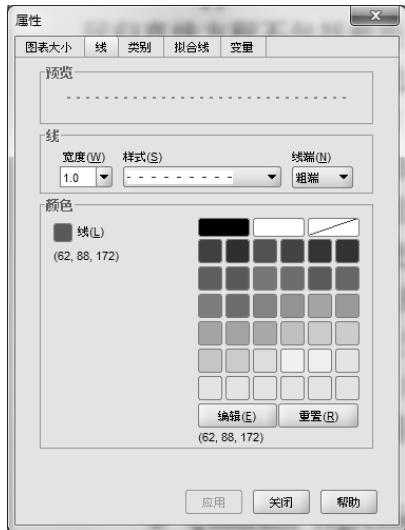 属性
图表大小 线 类别 拟合线 变量
预览
线
宽度(W) 样式(S) 线端(N)
1.0 粗端
颜色
线(L)
(62, 88, 172)
编辑(E) 重置(R)
(62, 88, 172)
应用 关闭 帮助